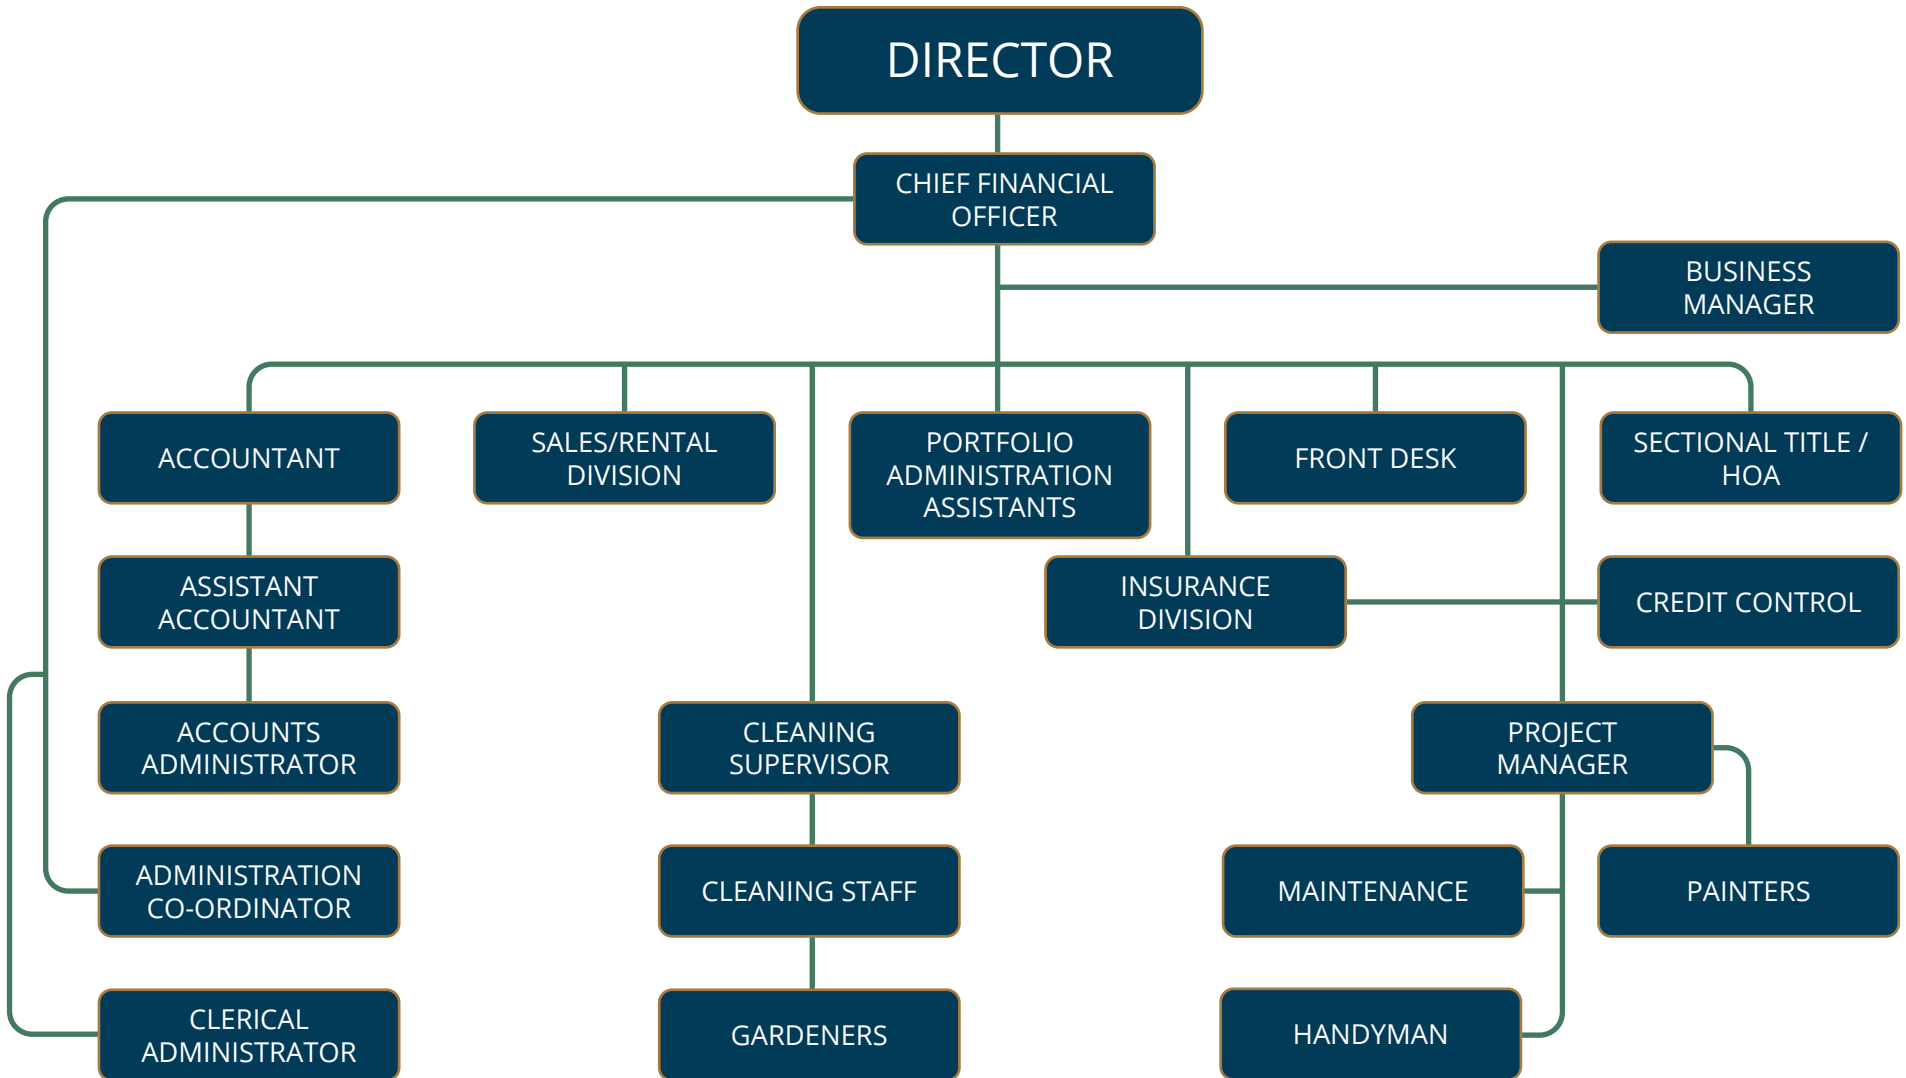 DIRECTOR
CHIEF FINANCIAL
OFFICER
BUSINESS
MANAGER
ACCOUNTANT
SALES/RENTAL
DIVISION
PORTFOLIO
ADMINISTRATION
ASSISTANTS
FRONT DESK
SECTIONAL TITLE /
HOA
ASSISTANT
ACCOUNTANT
INSURANCE
DIVISION
CREDIT CONTROL
ACCOUNTS
ADMINISTRATOR
CLEANING
SUPERVISOR
PROJECT
MANAGER
ADMINISTRATION
CO-ORDINATOR
CLEANING STAFF
MAINTENANCE
PAINTERS
CLERICAL
ADMINISTRATOR
GARDENERS
HANDYMAN